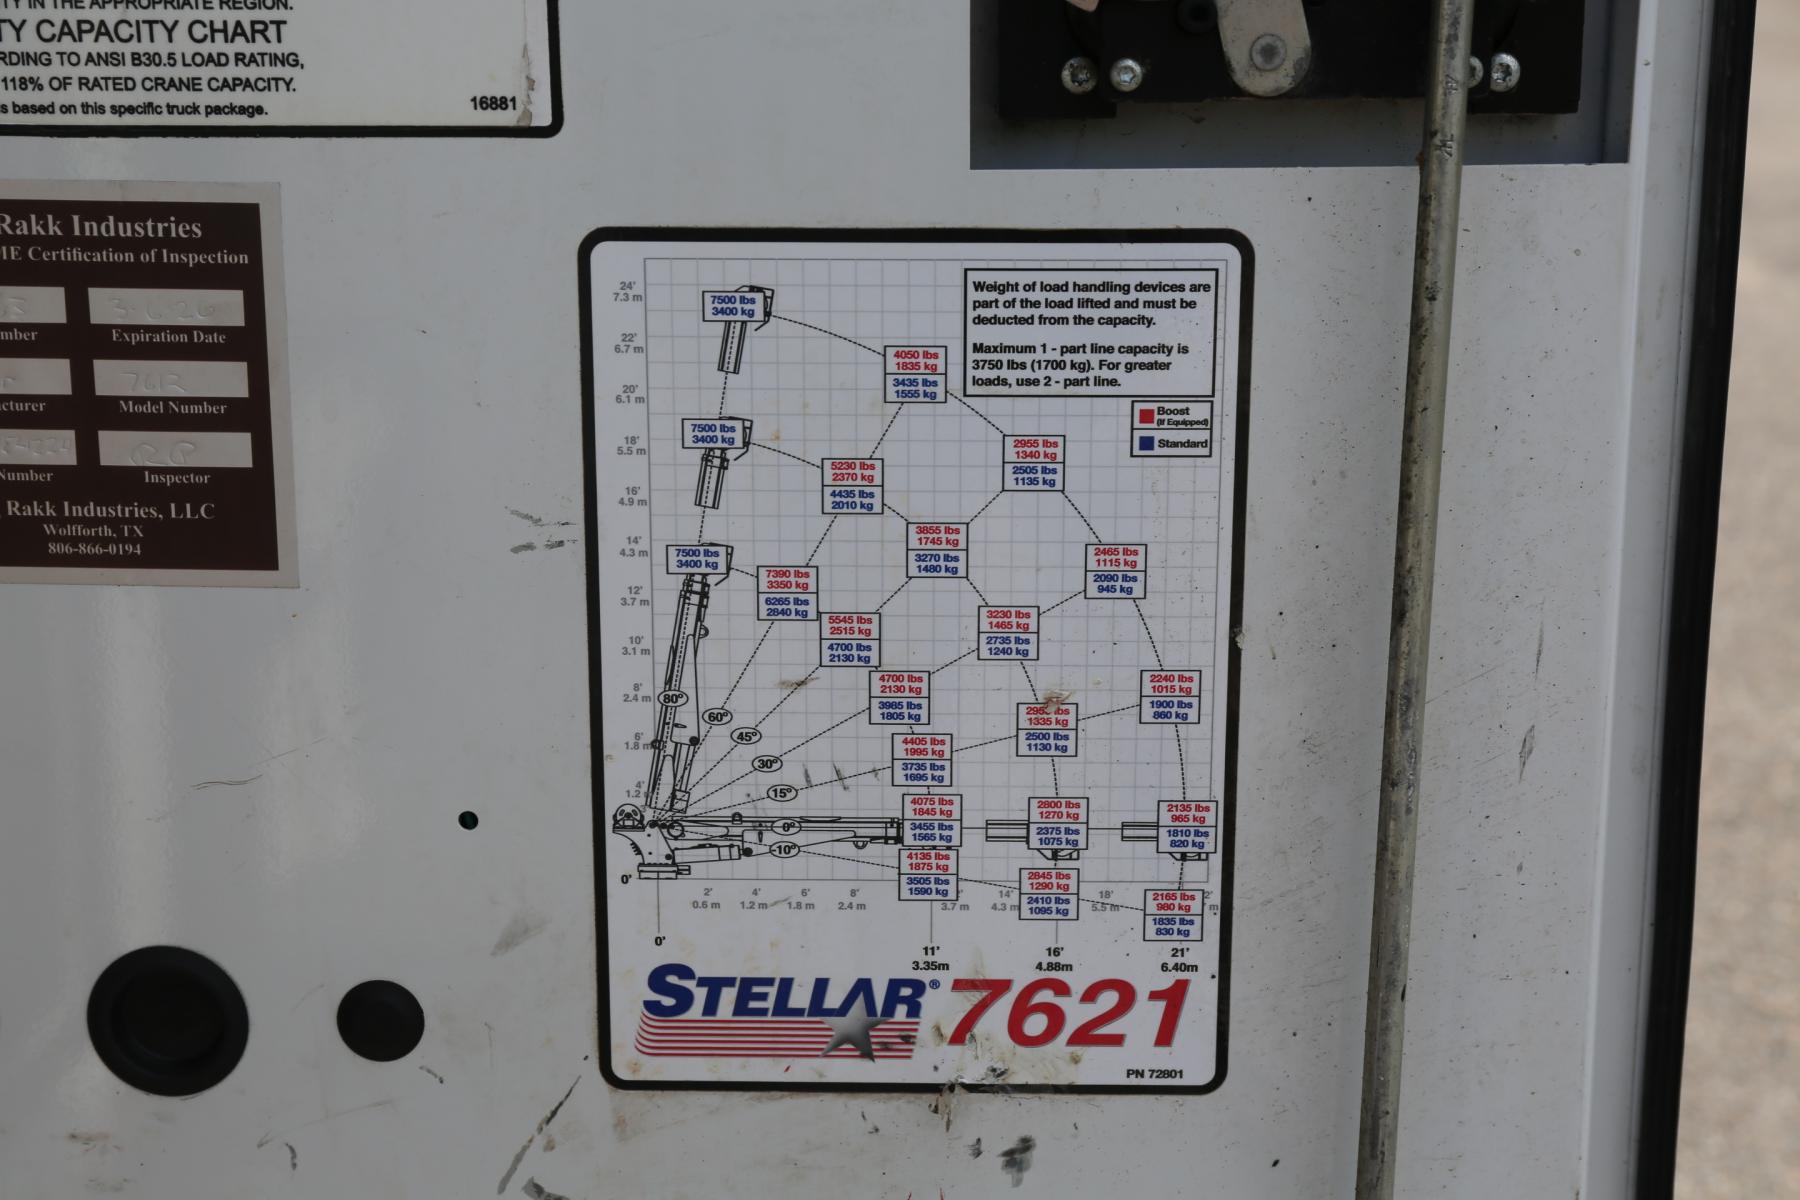 TY IN THE APPROPRIATE REGION.
TY CAPACITY CHART
RDING TO ANSI B30.5 LOAD RATING,
118% OF RATED CRANE CAPACITY.
s based on this specific truck package.
16881
Rakk Industries
ME Certification of Inspection
3-6-26
mber
Expiration Date
cturer
Model Number
RP
Number
Inspector
Rakk Industries, LLC
Wolfforth, TX
806-866-0194
Weight of load handling devices are
part of the load lifted and must be
deducted from the capacity.
Maximum 1 - part line capacity is
3750 lbs (1700 kg). For greater
loads, use 2 - part line.
Boost
(If Equipped)
Standard
24'
7.3 m
22'
6.7 m
20'
6.1 m
18'
5.5 m
16'
4.9 m
14'
4.3 m
12'
3.7 m
10'
3.1 m
8'
2.4 m
6'
1.8 m
4'
1.2
0'
7500 lbs
3400 kg
4050 lbs
1835 kg
3435 lbs
1555 kg
7500 lbs
3400 kg
2955 lbs
1340 kg
2505 lbs
1135 kg
5230 lbs
2370 kg
4435 lbs
2010 kg
3855 lbs
1745 kg
3270 lbs
1480 kg
7500 lbs
3400 kg
2465 lbs
1115 kg
2090 lbs
945 kg
7390 lbs
3350 kg
6265 lbs
2840 kg
5545 lbs
2515 kg
4700 lbs
2130 kg
3230 lbs
1465 kg
2735 lbs
1240 kg
4700 lbs
2130 kg
3985 lbs
1805 kg
2240 lbs
1015 kg
1900 lbs
860 kg
lbs
1335 kg
2500 lbs
1130 kg
4405 lbs
1995 kg
3735 lbs
1695 kg
80°
60°
45°
30°
15°
0°
-10°
4075 lbs
1845 kg
3455 lbs
1565 kg
2800 lbs
1270 kg
2375 lbs
1075 kg
2135 lbs
965 kg
1810 lbs
820 kg
4135 lbs
1875 kg
3505 lbs
1590 kg
2845 lbs
1290 kg
2410 lbs
1095 kg
2165 lbs
980 kg
1835 lbs
830 kg
2'
0.6 m
4'
1.2 m
6'
1.8 m
8'
2.4 m
2'
3.7 m
14'
4.3 m
18'
5.5 m
2'
m
0'
11'
3.35m
16'
4.88m
21'
6.40m
STELLAR® 7621
PN 72801